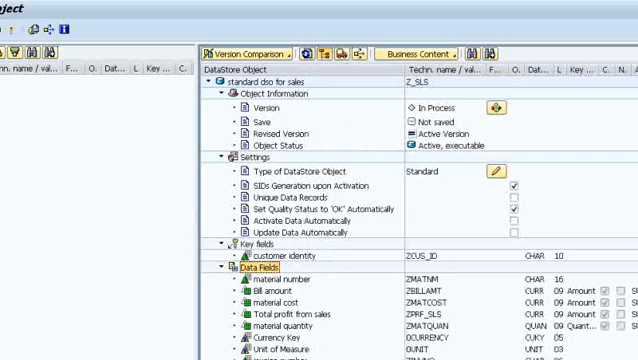 ject
Version Comparison
Business Content
chn. name / val... F... O. Dat... L Key ... C.
DataStore Object Techn. name / val... F... O. Dat... L Key ... C. N. A
standard dso for sales Z_SLS
Object Information
Version In Process
Save Not saved
Revised Version Active Version
Object Status Active, executable
Settings
Type of DataStore Object Standard
SIDs Generation upon Activation
Unique Data Records
Set Quality Status to 'OK' Automatically
Activate Data Automatically
Update Data Automatically
Key fields
customer identity ZCUS_ID CHAR 10
Data Fields
material number ZMATNM CHAR 16
Bill amount ZBILLAMT CURR 09 Amount
material cost ZMATCOST CURR 09 Amount
Total profit from sales ZPRF_SLS CURR 09 Amount
material quantity ZMATQUAN QUAN 09 Quant...
Currency Key 0CURRENCY CUKY 05
Unit of Measure 0UNIT UNIT 03